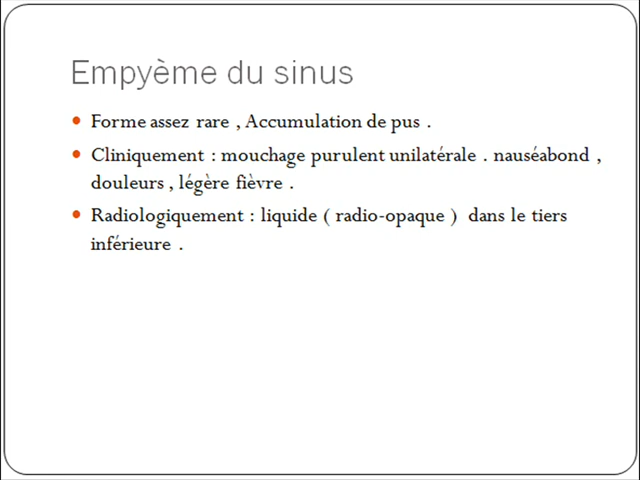 Empyème du sinus
Forme assez rare , Accumulation de pus .
Cliniquement : mouchage purulent unilatérale . nauséabond ,
douleurs , légère fièvre .
Radiologiquement : liquide ( radio-opaque ) dans le tiers
inférieure .